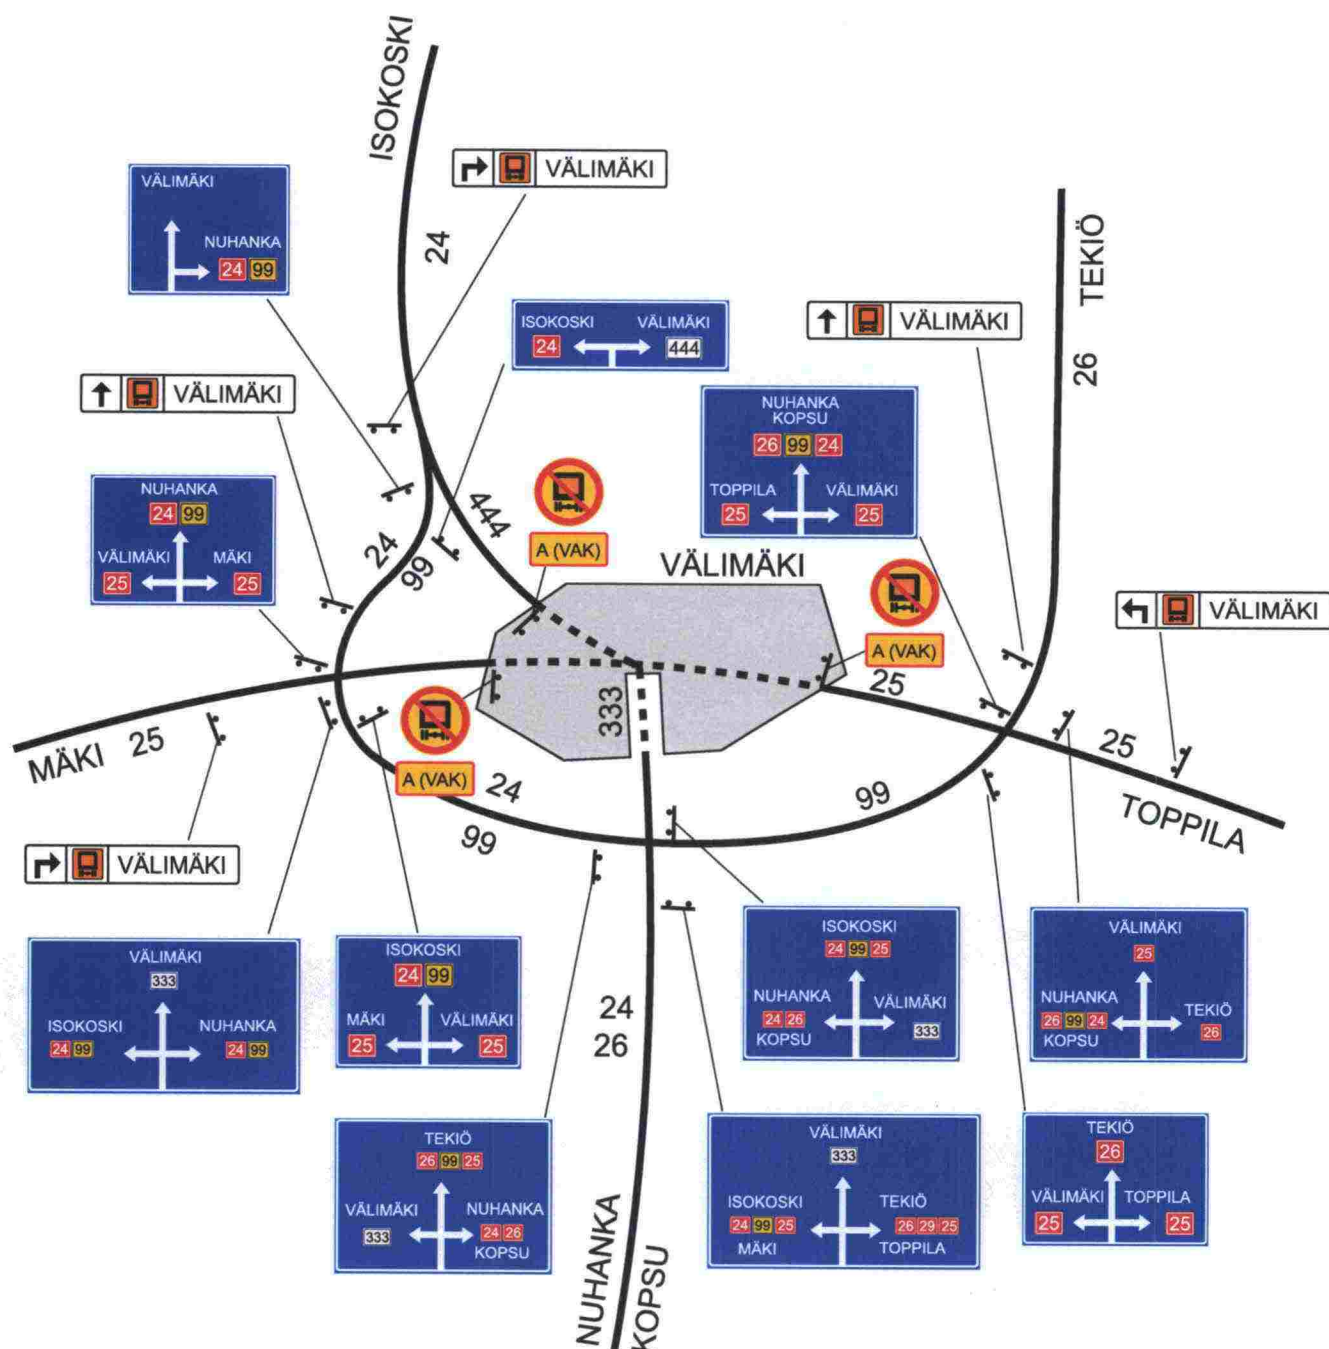 ISOKOSKI
24
VÄLIMÄKI
VÄLIMÄKI
NUHANKA
24 99
TEKIÖ
26
ISOKOSKI VÄLIMÄKI
24 444
VÄLIMÄKI
VÄLIMÄKI
NUHANKA
KOPSU
26 99 24
TOPPILA VÄLIMÄKI
25 25
NUHANKA
24 99
VÄLIMÄKI MÄKI
25 25
444
24
99
A (VAK)
VÄLIMÄKI
A (VAK)
VÄLIMÄKI
25
333
MÄKI 25
A (VAK)
24
99
99
25
TOPPILA
VÄLIMÄKI
VÄLIMÄKI
333
ISOKOSKI NUHANKA
24 99 24 99
ISOKOSKI
24 99
MÄKI VÄLIMÄKI
25 25
24
26
ISOKOSKI
24 99 25
NUHANKA VÄLIMÄKI
24 26 333
KOPSU
VÄLIMÄKI
25
NUHANKA TEKIÖ
26 99 24 26
KOPSU
TEKIÖ
26 99 25
VÄLIMÄKI NUHANKA
333 24 26
KOPSU
VÄLIMÄKI
333
ISOKOSKI TEKIÖ
24 99 25 26 29 25
MÄKI TOPPILA
TEKIÖ
26
VÄLIMÄKI TOPPILA
25 25
NUHANKA
KOPSU